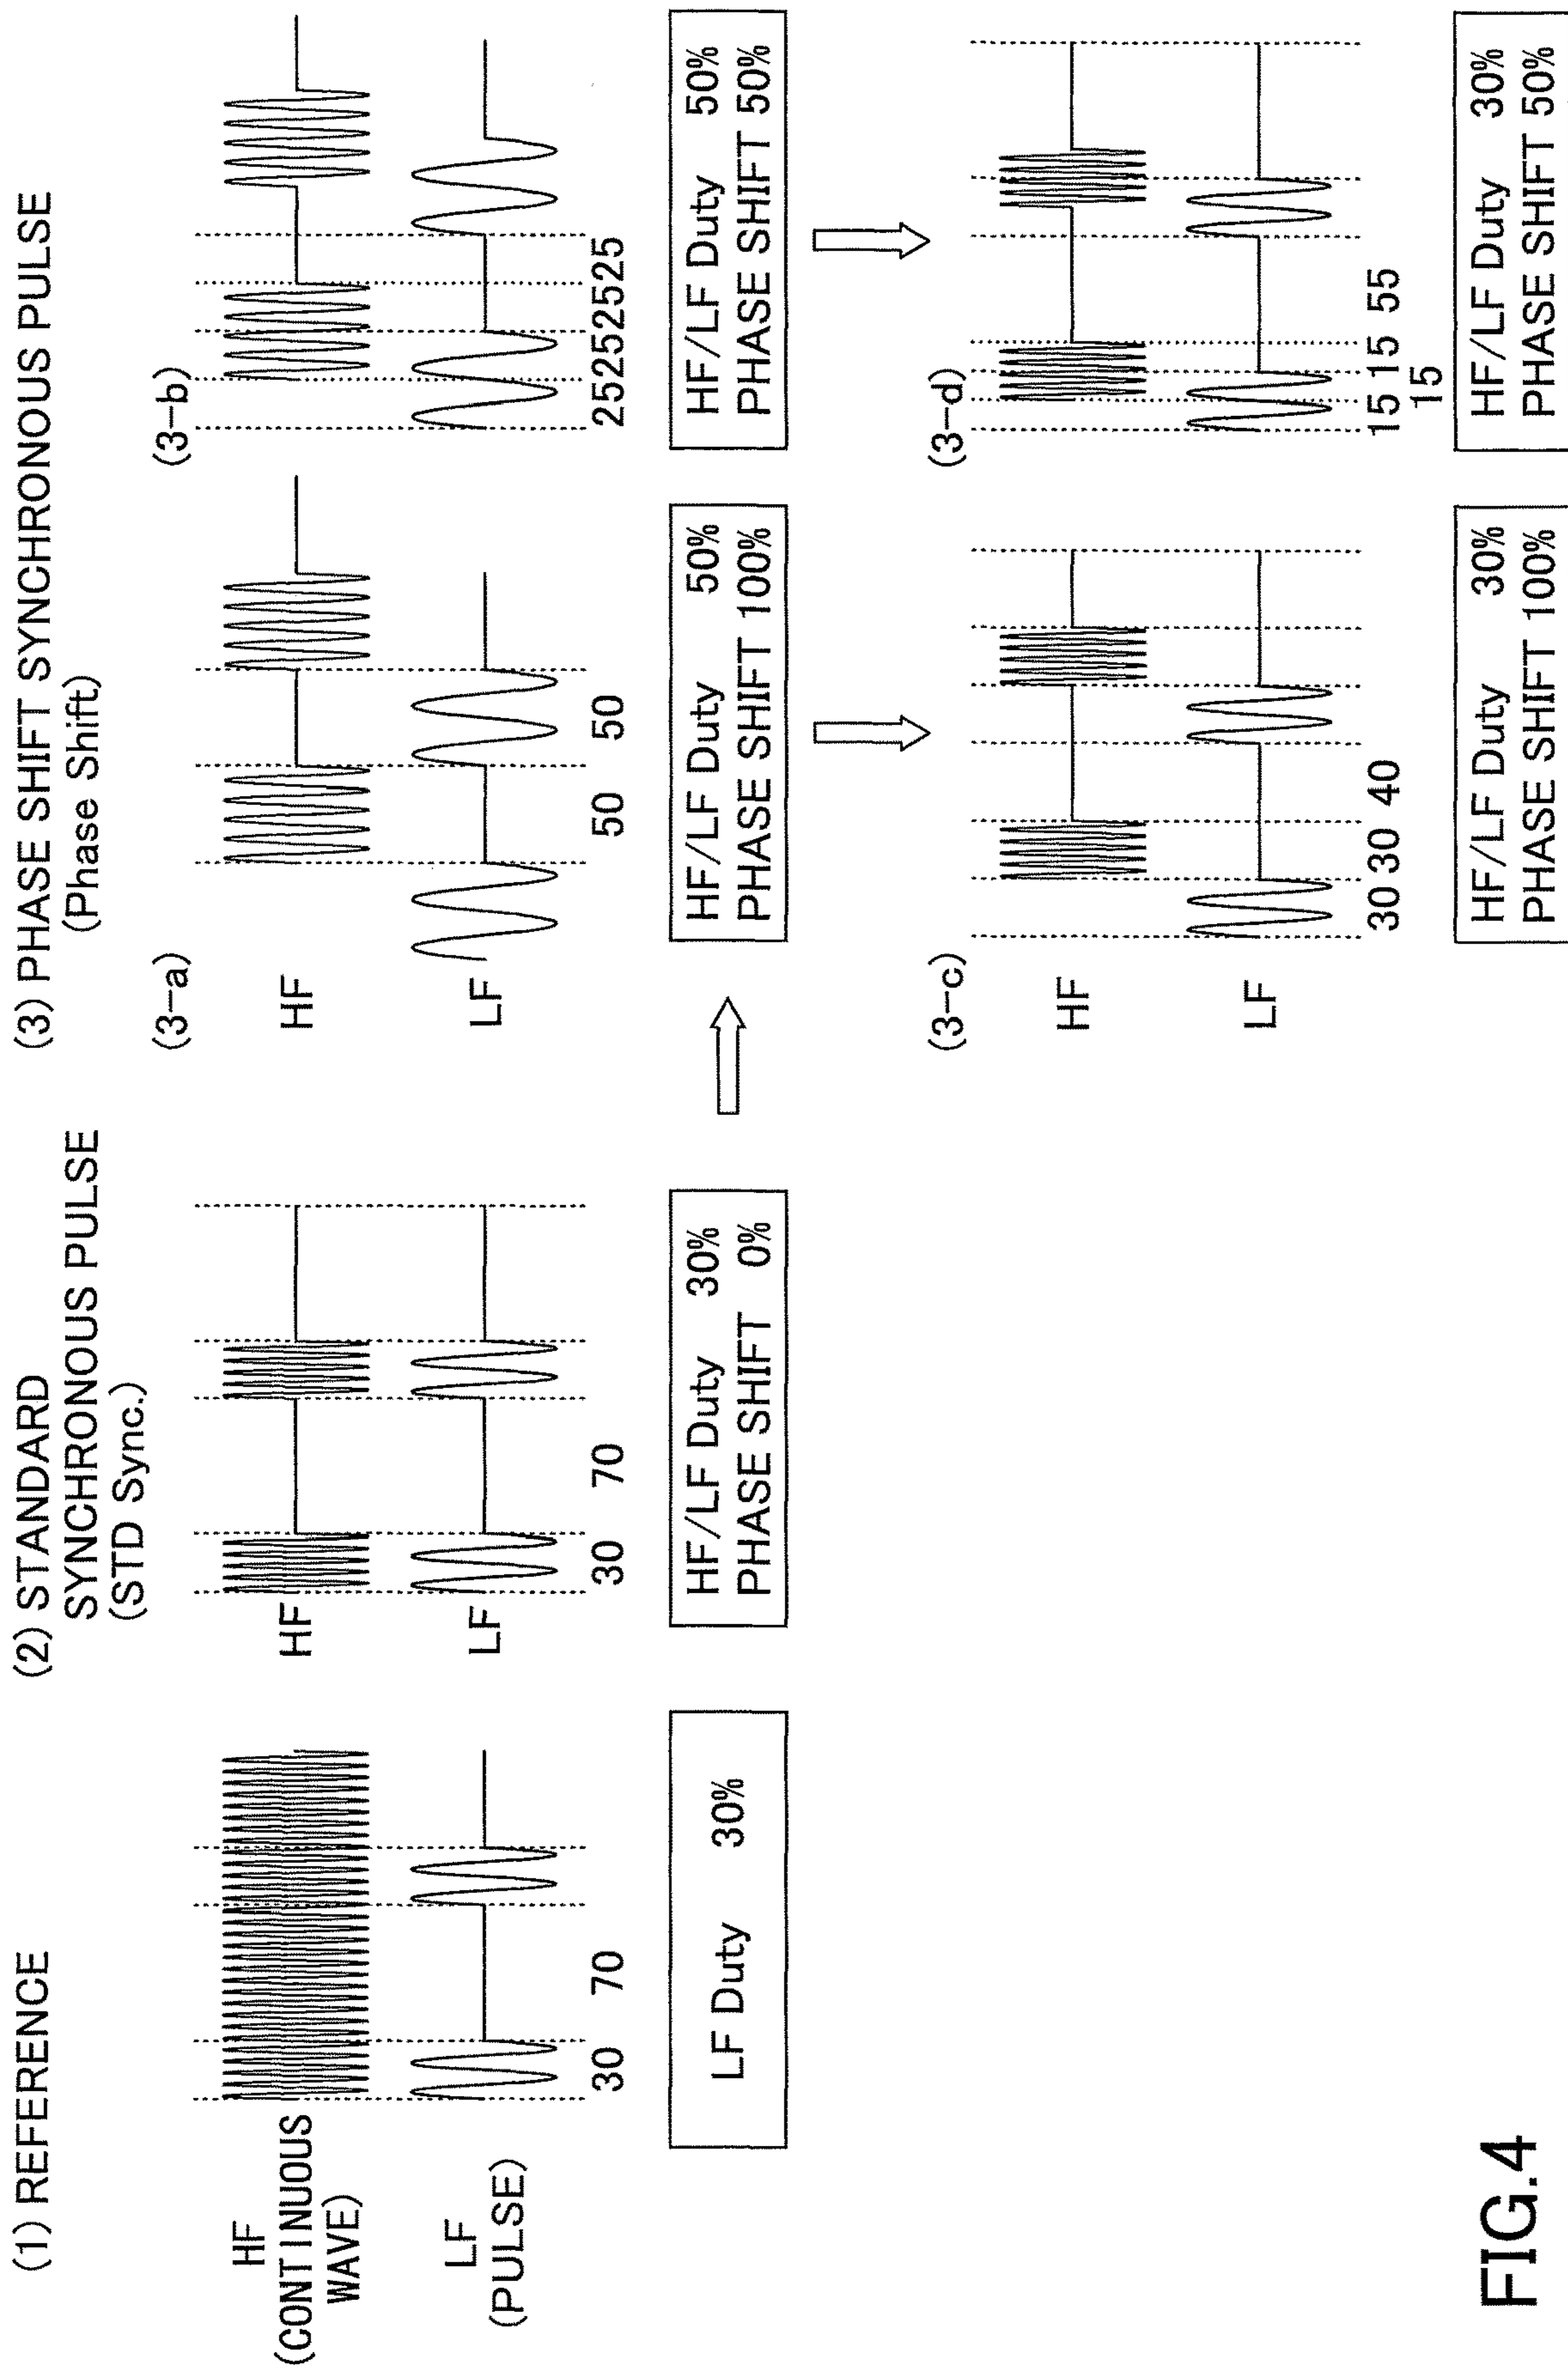 (1) REFERENCE
HF
(CONTINUOUS
WAVE)
LF
(PULSE)
30 70
LF Duty 30%
(2) STANDARD
SYNCHRONOUS PULSE
(STD Sync.)
HF
LF
30 70
HF/LF Duty 30%
PHASE SHIFT 0%
(3) PHASE SHIFT SYNCHRONOUS PULSE
(Phase Shift)
(3-a)
HF
LF
50 50
HF/LF Duty 50%
PHASE SHIFT 100%
(3-b)
25252525
HF/LF Duty 50%
PHASE SHIFT 50%
(3-c)
HF
LF
30 30 40
HF/LF Duty 30%
PHASE SHIFT 100%
(3-d)
15 15 55
15
HF/LF Duty 30%
PHASE SHIFT 50%
FIG.4